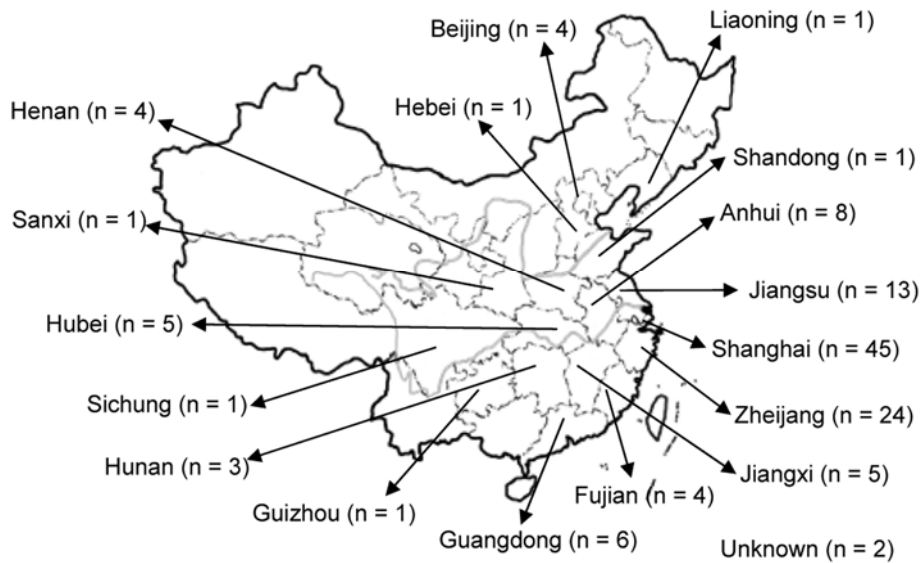 Liaoning (n = 1)
Beijing (n = 4)
Henan (n = 4)
Hebei (n = 1)
Shandong (n = 1)
Sanxi (n = 1)
Anhui (n = 8)
Jiangsu (n = 13)
Hubei (n = 5)
Shanghai (n = 45)
Sichung (n = 1)
Zheijang (n = 24)
Hunan (n = 3)
Jiangxi (n = 5)
Fujian (n = 4)
Guizhou (n = 1)
Guangdong (n = 6)
Unknown (n = 2)